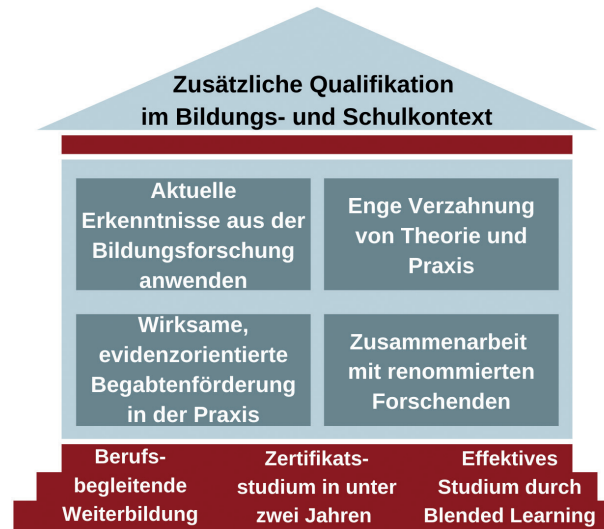 Zusätzliche Qualifikation
im Bildungs- und Schulkontext
Aktuelle
Erkenntnisse aus der
Bildungsforschung
anwenden
Enge Verzahnung
von Theorie und
Praxis
Wirksame,
evidenzorientierte
Begabtenförderung
in der Praxis
Zusammenarbeit
mit renommierten
Forschenden
Berufs-
begleitende
Weiterbildung
Zertifikats-
studium in unter
zwei Jahren
Effektives
Studium durch
Blended Learning